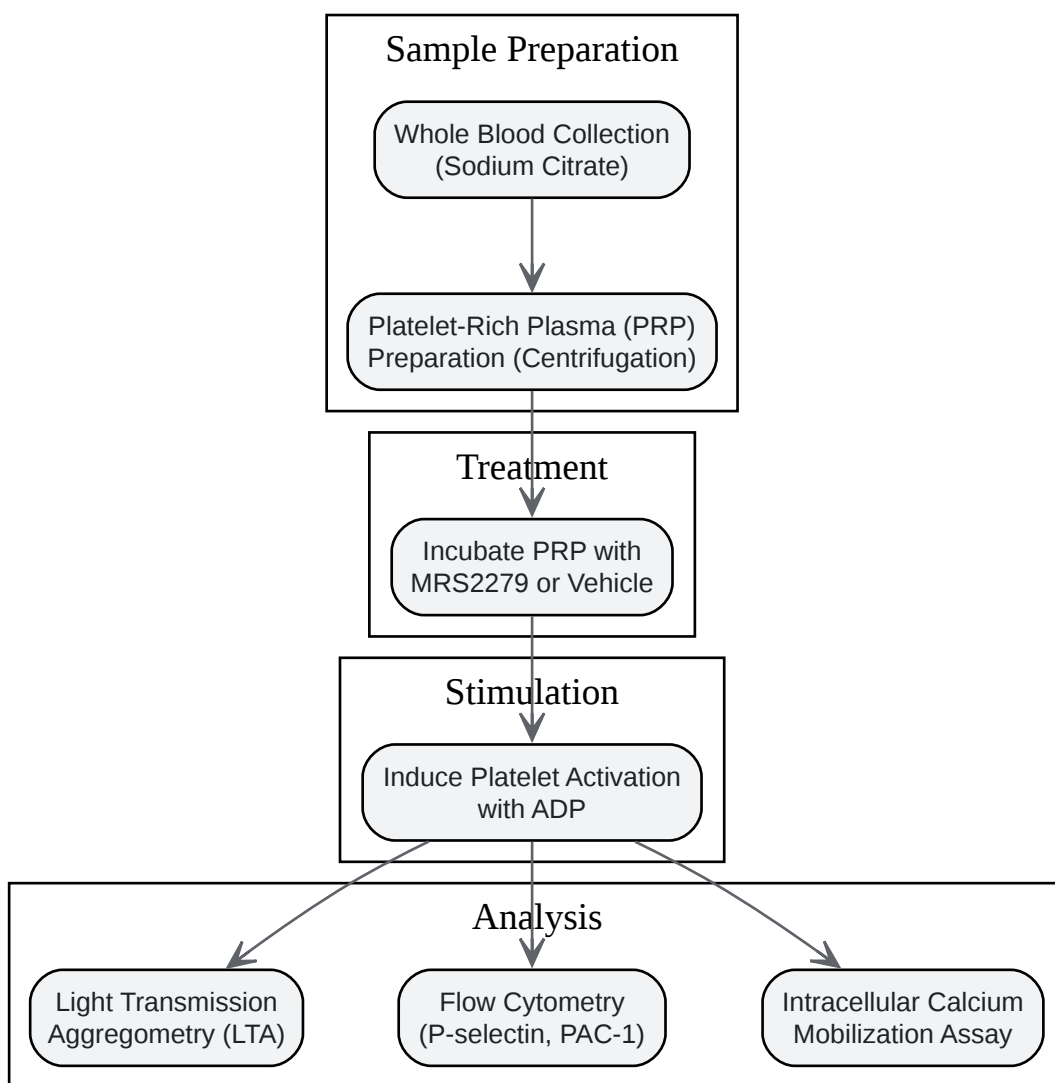 Sample Preparation
Whole Blood Collection
(Sodium Citrate)
Platelet-Rich Plasma (PRP)
Preparation (Centrifugation)
Treatment
Incubate PRP with
MRS2279 or Vehicle
Stimulation
Induce Platelet Activation
with ADP
Analysis
Light Transmission
Aggregometry (LTA)
Flow Cytometry
(P-selectin, PAC-1)
Intracellular Calcium
Mobilization Assay